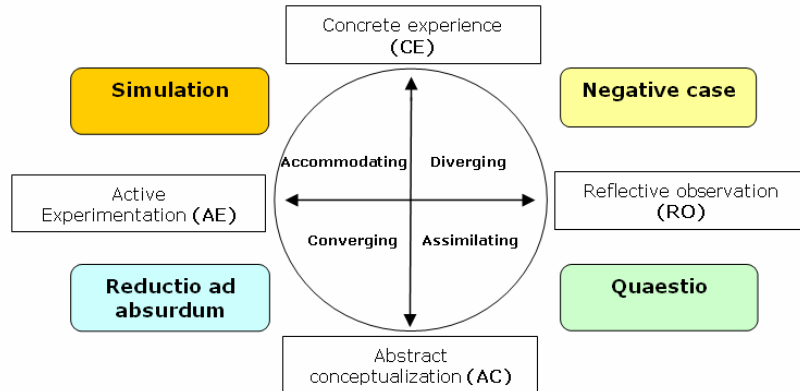 Concrete experience
(CE)
Simulation
Negative case
Accommodating
Diverging
Active
Experimentation (AE)
Reflective observation
(RO)
Converging
Assimilating
Reductio ad
absurdum
Quaestio
Abstract
conceptualization (AC)